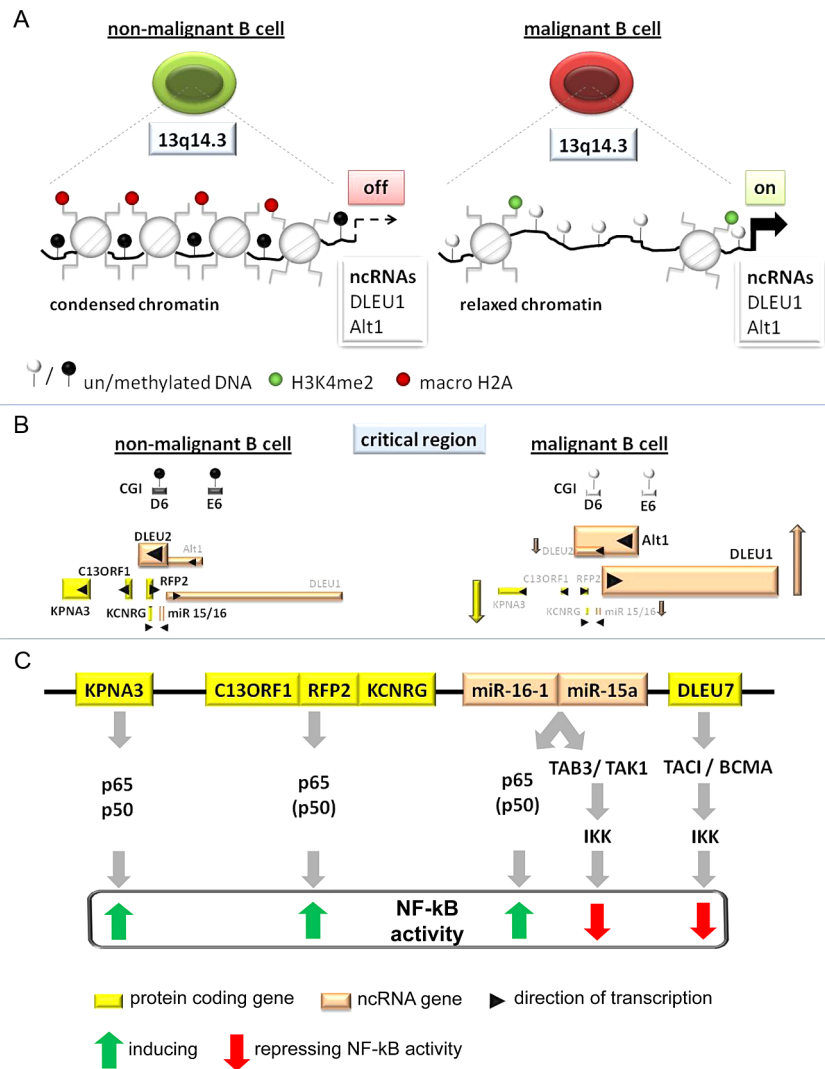 A
non-malignant B cell
malignant B cell
13q14.3
13q14.3
off
on
ncRNAs
DLEU1
Alt1
ncRNAs
DLEU1
Alt1
condensed chromatin
relaxed chromatin
/ un/methylated DNA
H3K4me2
macro H2A
B
non-malignant B cell
critical region
malignant B cell
CGI
D6
E6
CGI
D6
E6
DLEU2
Alt1
C13ORF1
RFP2
DLEU1
KPNA3
KCNRG
miR 15/16
DLEU2
Alt1
DLEU1
C13ORF1
RFP2
KPNA3
KCNRG
miR 15/16
C
KPNA3
C13ORF1
RFP2
KCNRG
miR-16-1
miR-15a
DLEU7
p65
p50
p65
(p50)
p65
(p50)
TAB3/ TAK1
IKK
TACI / BCMA
IKK
NF-kB
activity
protein coding gene
ncRNA gene
direction of transcription
inducing
repressing NF-kB activity